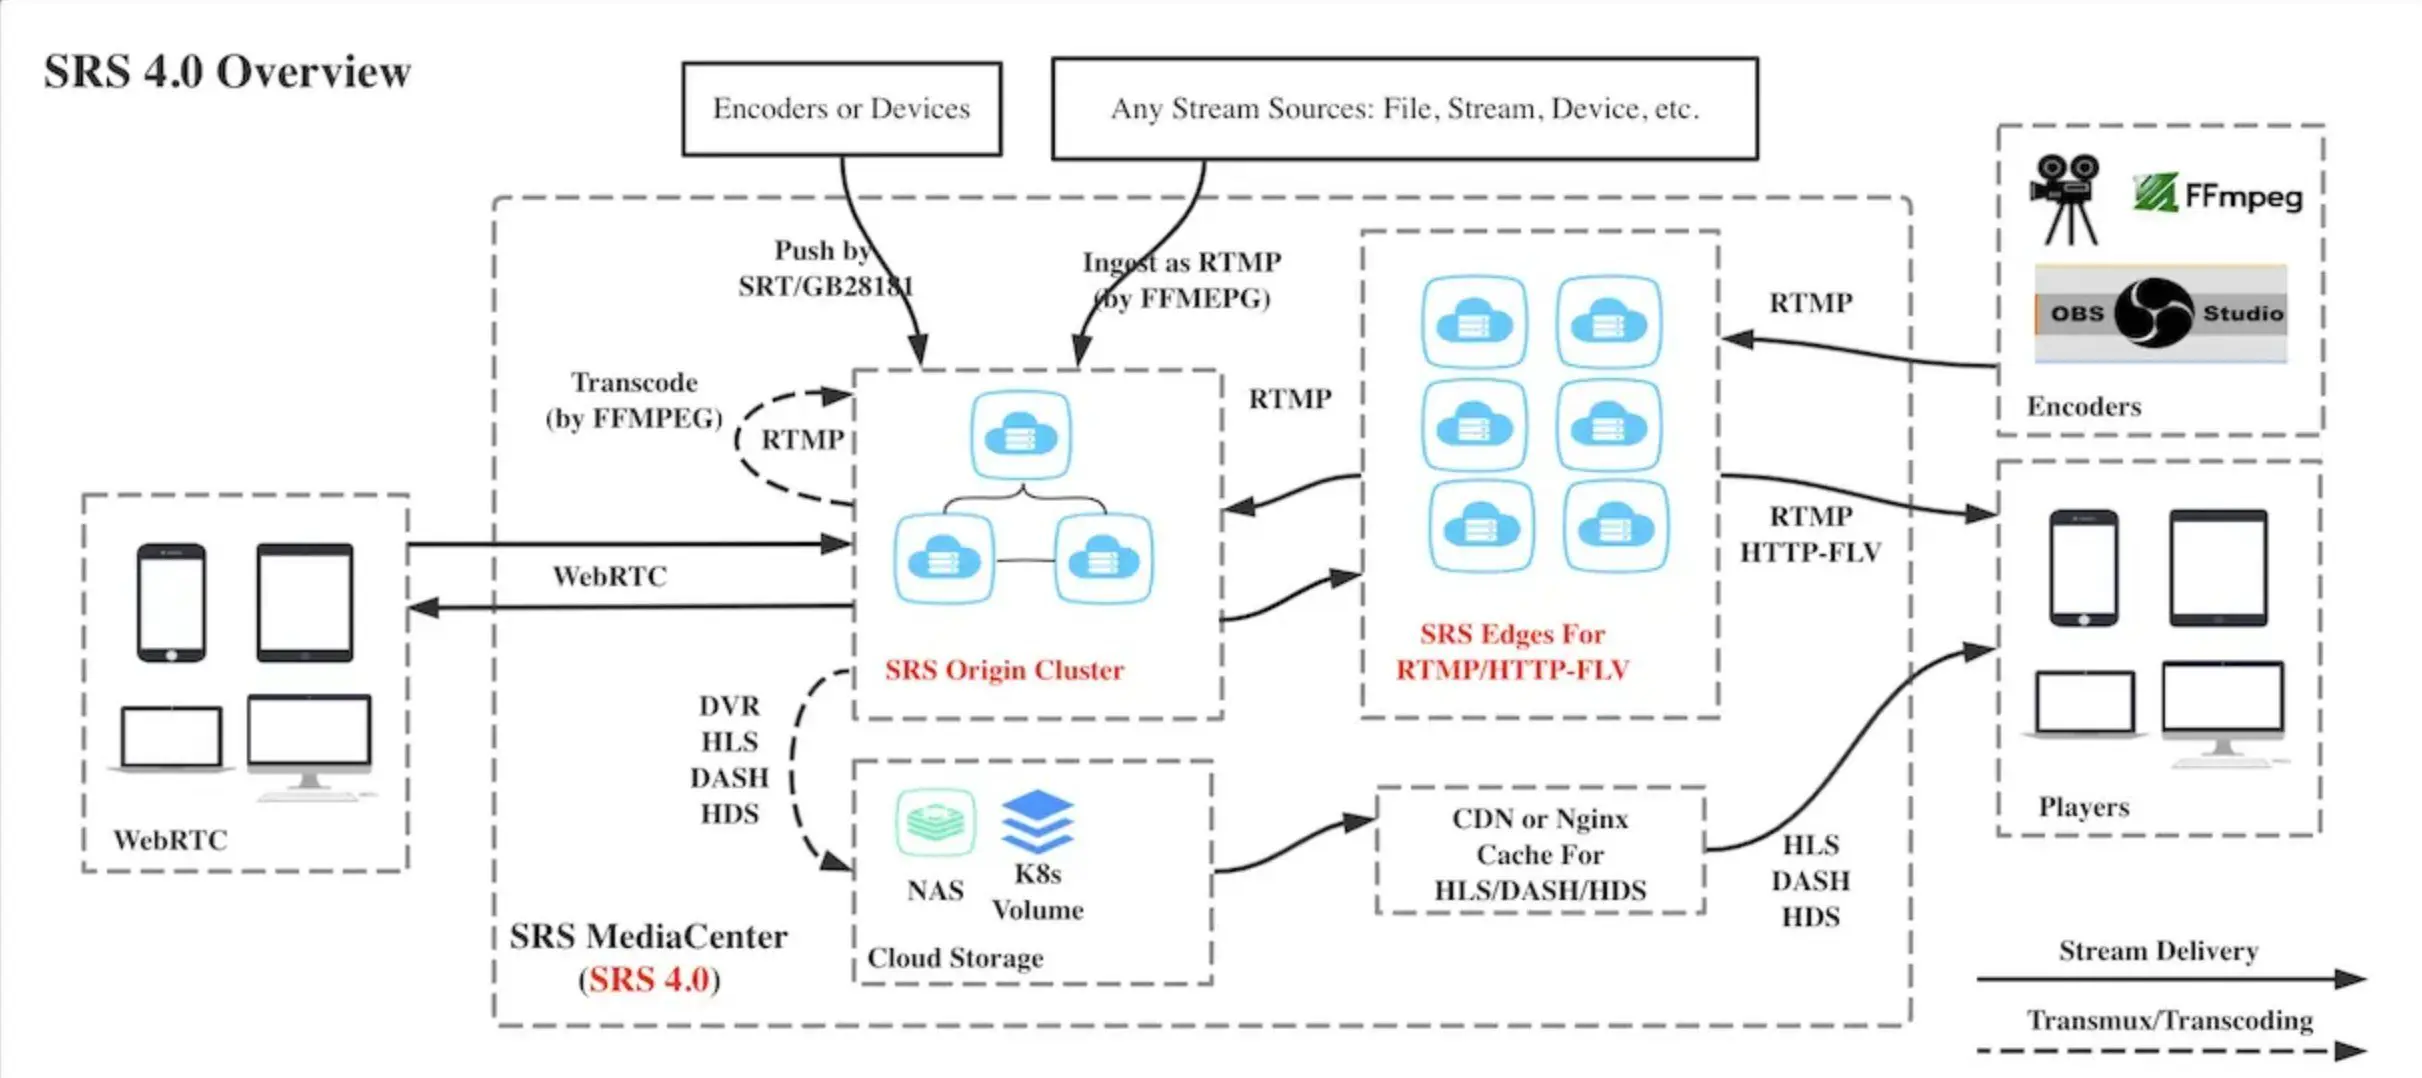 SRS 4.0 Overview
Encoders or Devices
Any Stream Sources: File, Stream, Device, etc.
Push by
SRT/GB28181
Ingest as RTMP
(by FFMEPG)
FFmpeg
OBS Studio
Encoders
RTMP
Transcode
(by FFMPEG)
RTMP
RTMP
RTMP
HTTP-FLV
WebRTC
WebRTC
SRS Origin Cluster
SRS Edges For
RTMP/HTTP-FLV
Players
DVR
HLS
DASH
HDS
NAS
K8s
Volume
Cloud Storage
CDN or Nginx
Cache For
HLS/DASH/HDS
HLS
DASH
HDS
SRS MediaCenter
(SRS 4.0)
Stream Delivery
Transmux/Transcoding